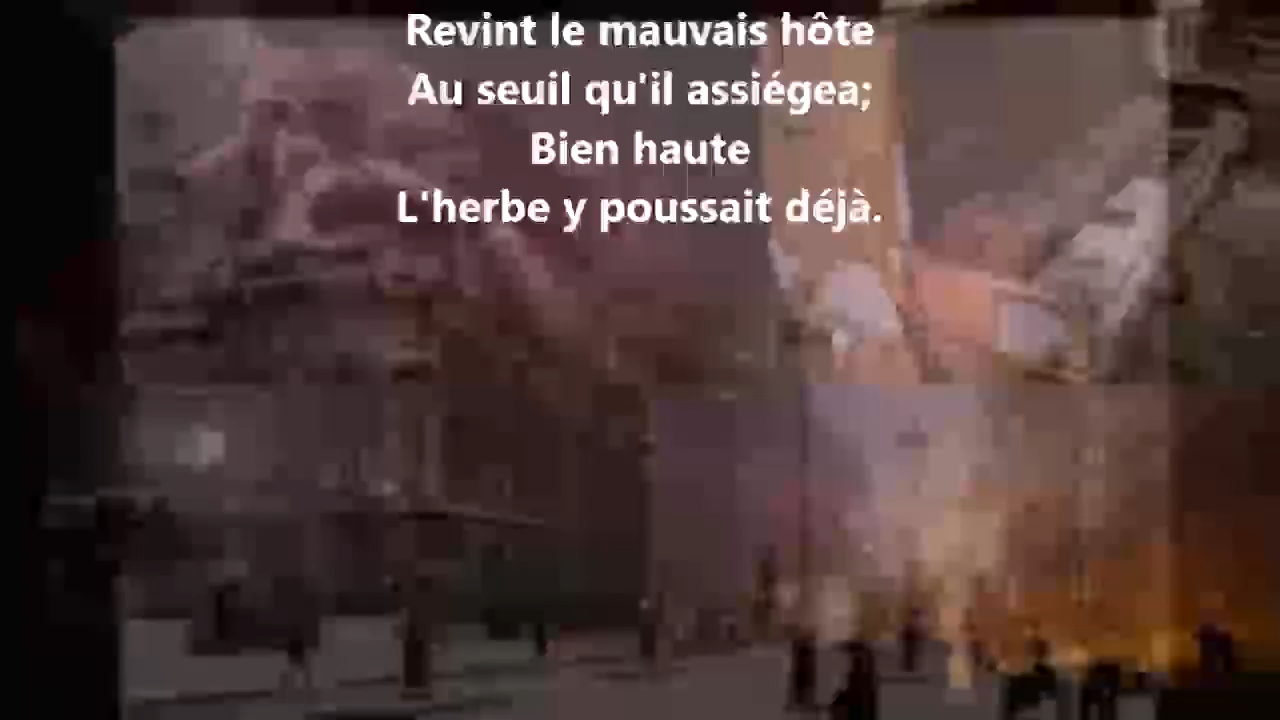 Revint le mauvais hôte
Au seuil qu'il assiégea;
Bien haute
L'herbe y poussait déjà.